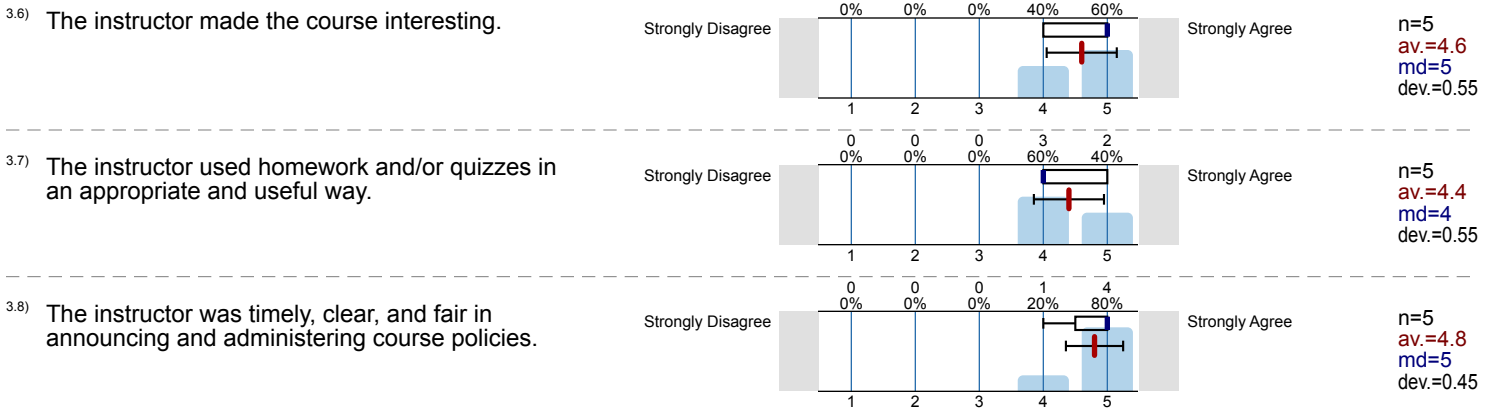 3.6) The instructor made the course interesting.
Strongly Disagree
0% 0% 0% 40% 60%
1 2 3 4 5
Strongly Agree
n=5
av.=4.6
md=5
dev.=0.55
3.7) The instructor used homework and/or quizzes in
an appropriate and useful way.
Strongly Disagree
0 0 0 3 2
0% 0% 0% 60% 40%
1 2 3 4 5
Strongly Agree
n=5
av.=4.4
md=4
dev.=0.55
3.8) The instructor was timely, clear, and fair in
announcing and administering course policies.
Strongly Disagree
0 0 0 1 4
0% 0% 0% 20% 80%
1 2 3 4 5
Strongly Agree
n=5
av.=4.8
md=5
dev.=0.45